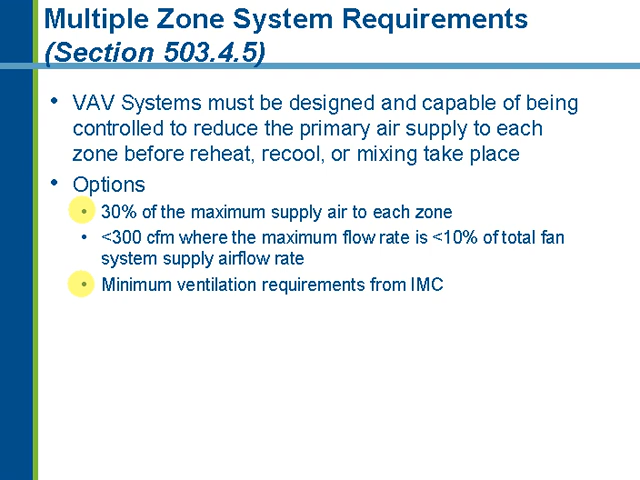 Multiple Zone System Requirements
(Section 503.4.5)
• VAV Systems must be designed and capable of being
controlled to reduce the primary air supply to each
zone before reheat, recool, or mixing take place
• Options
• 30% of the maximum supply air to each zone
• <300 cfm where the maximum flow rate is <10% of total fan
system supply airflow rate
• Minimum ventilation requirements from IMC